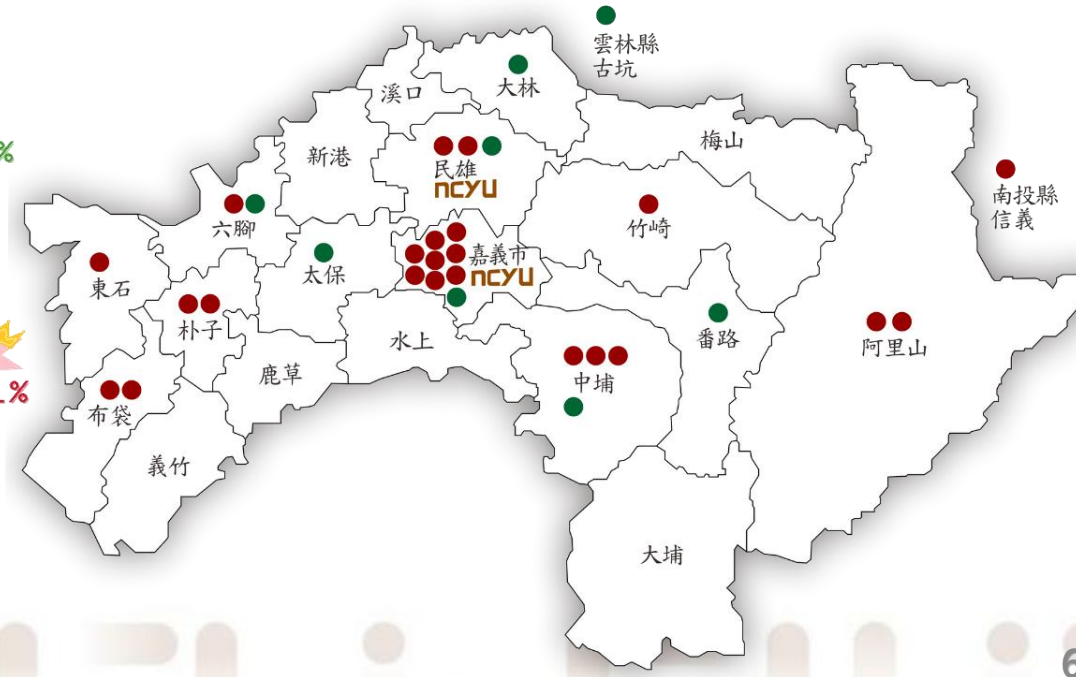 雲林縣
古坑
大林
溪口
梅山
新港
民雄
ncyu
%
南投縣
信義
竹崎
六腳
太保
嘉義市
ncyu
東石
朴子
番路
水上
阿里山
鹿草
中埔
%
布袋
義竹
大埔
6